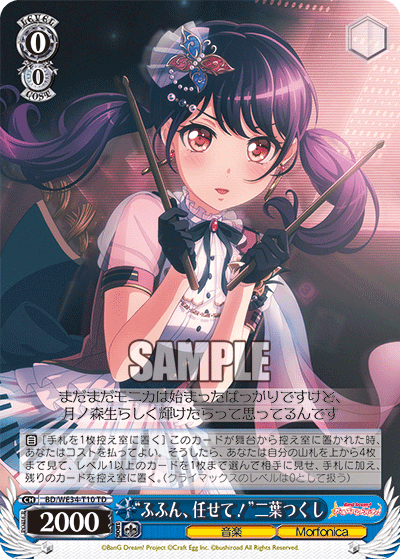 LEVEL
0
0
COST
SAMPLE
まだまだモニカは始まったばっかりですけど、
月ノ森生らしく輝けたらって思ってるんです
自 [手札を1枚控え室に置く] このカードが舞台から控え室に置かれた時、
あなたはコストを払ってよい。そうしたら、あなたは自分の山札を上から4枚
まで見て、レベル1以上のカードを1枚まで選んで相手に見せ、手札に加え、
残りのカードを控え室に置く。(クライマックスのレベルは0として扱う)
CH BD/WE34-T10 TD
2000
“ふふん、任せて!”二葉つくし
音楽 Morfonica
©BanG Dream! Project ©Craft Egg Inc. ©bushiroad All Rights Reserved.